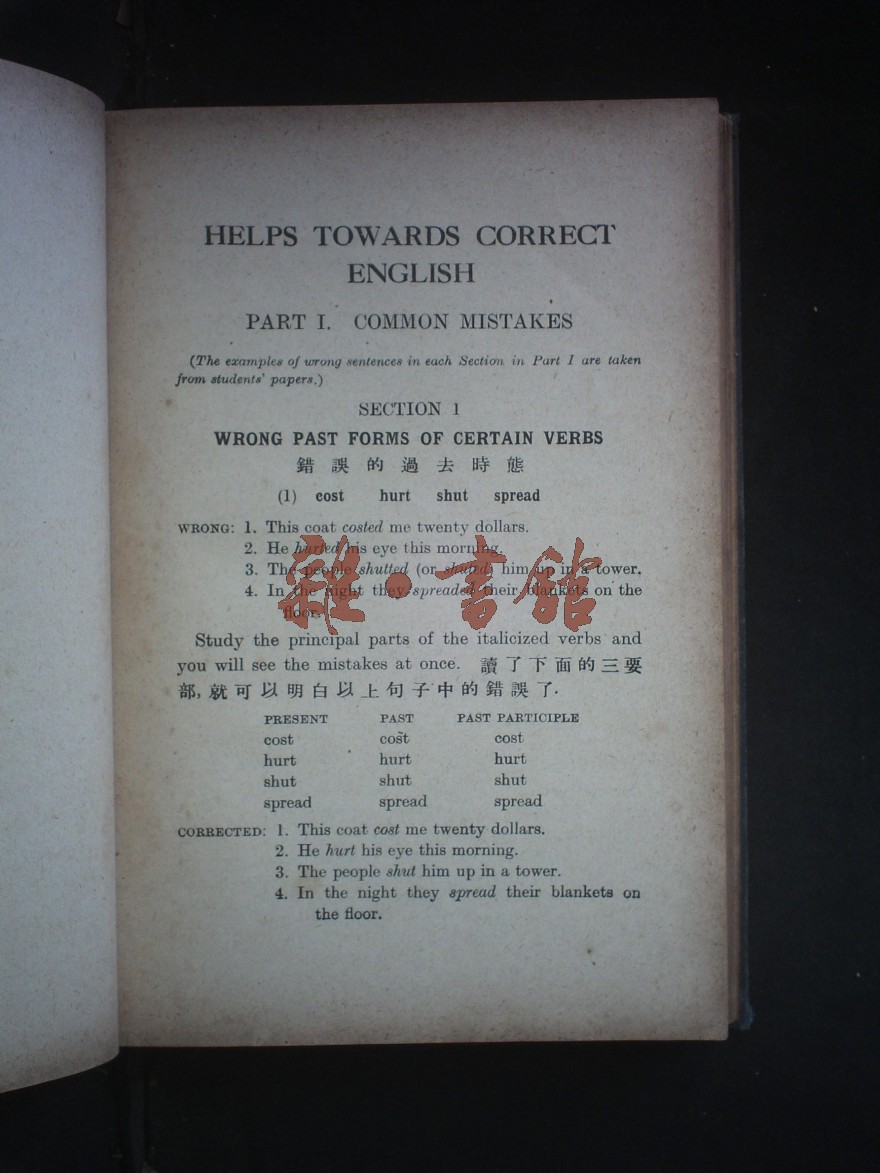 HELPS TOWARDS CORRECT
ENGLISH
PART I. COMMON MISTAKES
(The examples of wrong sentences in each Section in Part I are taken
from students' papers.)
SECTION 1
WRONG PAST FORMS OF CERTAIN VERBS
錯誤的過去時態
(1) cost hurt shut spread
WRONG: 1. This coat costed me twenty dollars.
2. He hurted his eye this morning.
3. The people shutted (or shuted) him up in a tower.
4. In the night they spreaded their blankets on the
floor.
雜·書館
Study the principal parts of the italicized verbs and
you will see the mistakes at once. 讀了下面的三要
部,就可以明白以上句子中的錯誤了.
PRESENT PAST PAST PARTICIPLE
cost cost cost
hurt hurt hurt
shut shut shut
spread spread spread
CORRECTED: 1. This coat cost me twenty dollars.
2. He hurt his eye this morning.
3. The people shut him up in a tower.
4. In the night they spread their blankets on
the floor.